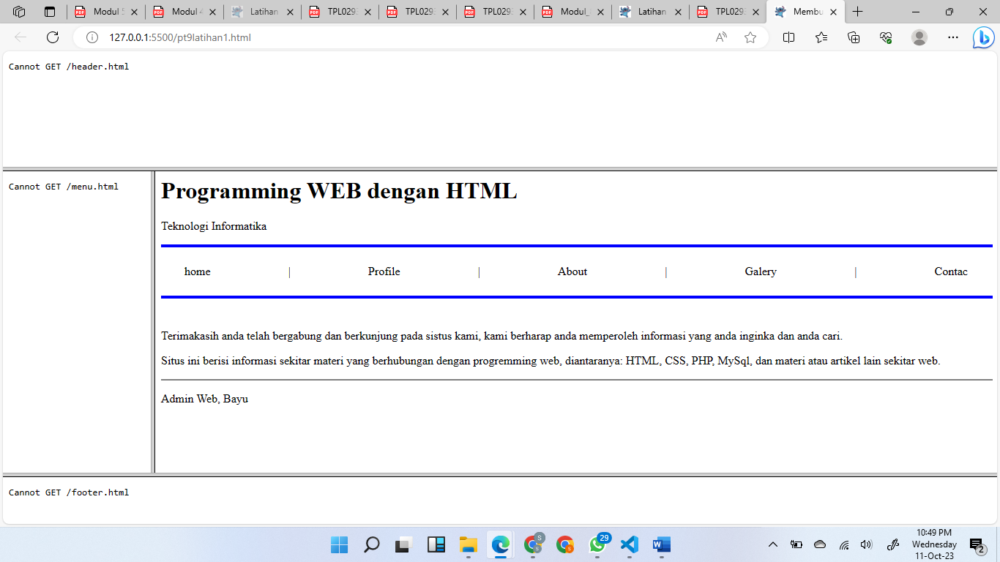 Modul 5
Modul 4
Latihan
TPL029
TPL029
TPL029
Modul_
Latihan
TPL029
Membu
127.0.0.1:5500/pt9latihan1.html
Cannot GET /header.html
Cannot GET /menu.html
Programming WEB dengan HTML
Teknologi Informatika
home | Profile | About | Galery | Contac
Terimakasih anda telah bergabung dan berkunjung pada sistus kami, kami berharap anda memperoleh informasi yang anda inginka dan anda cari.
Situs ini berisi informasi sekitar materi yang berhubungan dengan progremming web, diantaranya: HTML, CSS, PHP, MySql, dan materi atau artikel lain sekitar web.
Admin Web, Bayu
Cannot GET /footer.html
S
S
29
10:49 PM
Wednesday
11-Oct-23
2